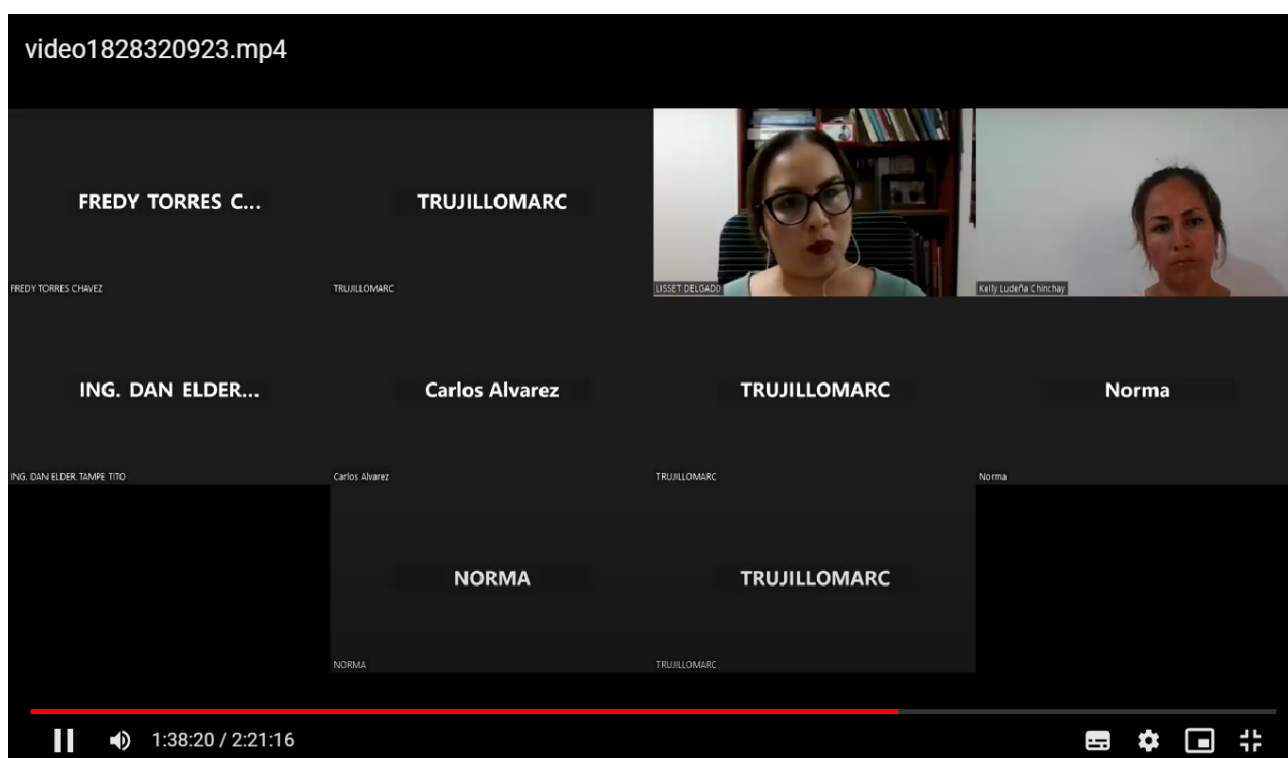 video1828320923.mp4
FREDY TORRES C...
TRUJILLOMARC
FREDY TORRES CHAVEZ
TRUJILLOMARC
LISSET DELGADO
Kelly Ludeña Chinchay
ING. DAN ELDER...
Carlos Alvarez
TRUJILLOMARC
Norma
ING. DAN ELDER TAMPE TITO
Carlos Alvarez
TRUJILLOMARC
Norma
NORMA
TRUJILLOMARC
NORMA
TRUJILLOMARC
1:38:20 / 2:21:16